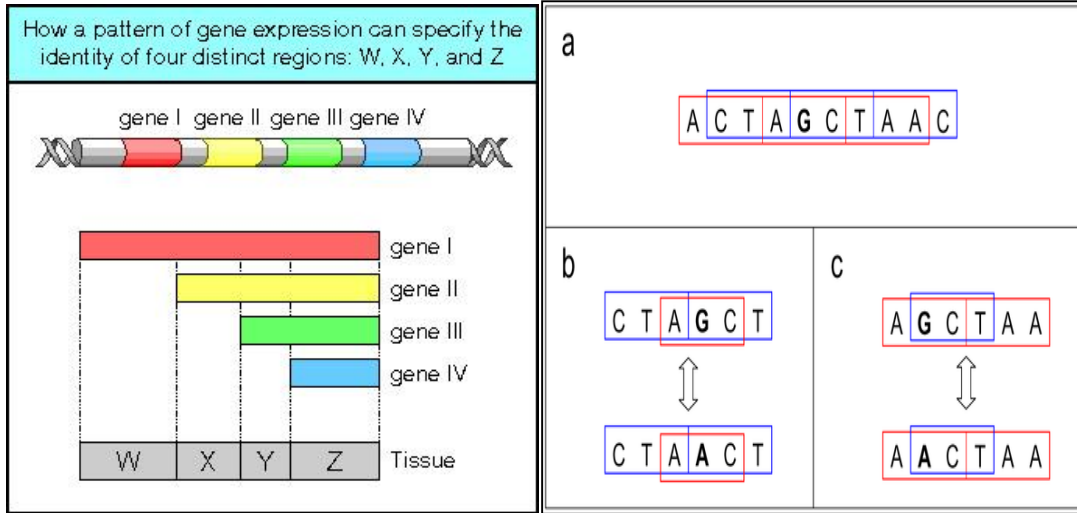 How a pattern of gene expression can specify the
identity of four distinct regions: W, X, Y, and Z
gene I gene II gene III gene IV
gene I
gene II
gene III
gene IV
W X Y Z Tissue
a
A C T A G C T A A C
b
C T A G C T
C T A A C T
c
A G C T A A
A A C T A A